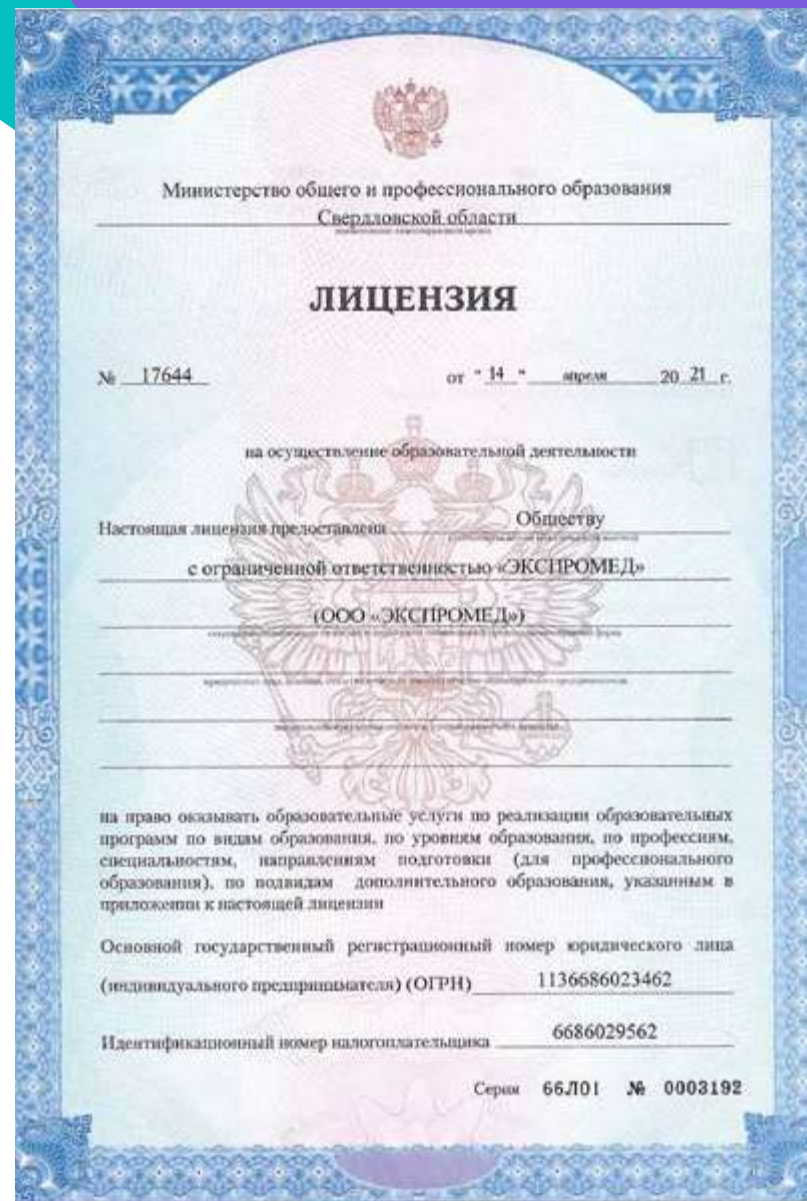 Министерство общего и профессионального образования
Свердловской области
ЛИЦЕНЗИЯ
№ 17644 от " 14 " апреля 20 21 г.
на осуществление образовательной деятельности
Настоящая лицензия предоставлена Обществу
с ограниченной ответственностью «ЭКСПРОМЕД»
(ООО «ЭКСПРОМЕД»)
на право оказывать образовательные услуги по реализации образовательных
программ по видам образования, по уровням образования, по профессиям,
специальностям, направлениям подготовки (для профессионального
образования), по подвидам дополнительного образования, указанным в
приложении к настоящей лицензии
Основной государственный регистрационный номер юридического лица
(индивидуального предпринимателя) (ОГРН) 1136686023462
Идентификационный номер налогоплательщика 6686029562
Серия 66Л01 № 0003192